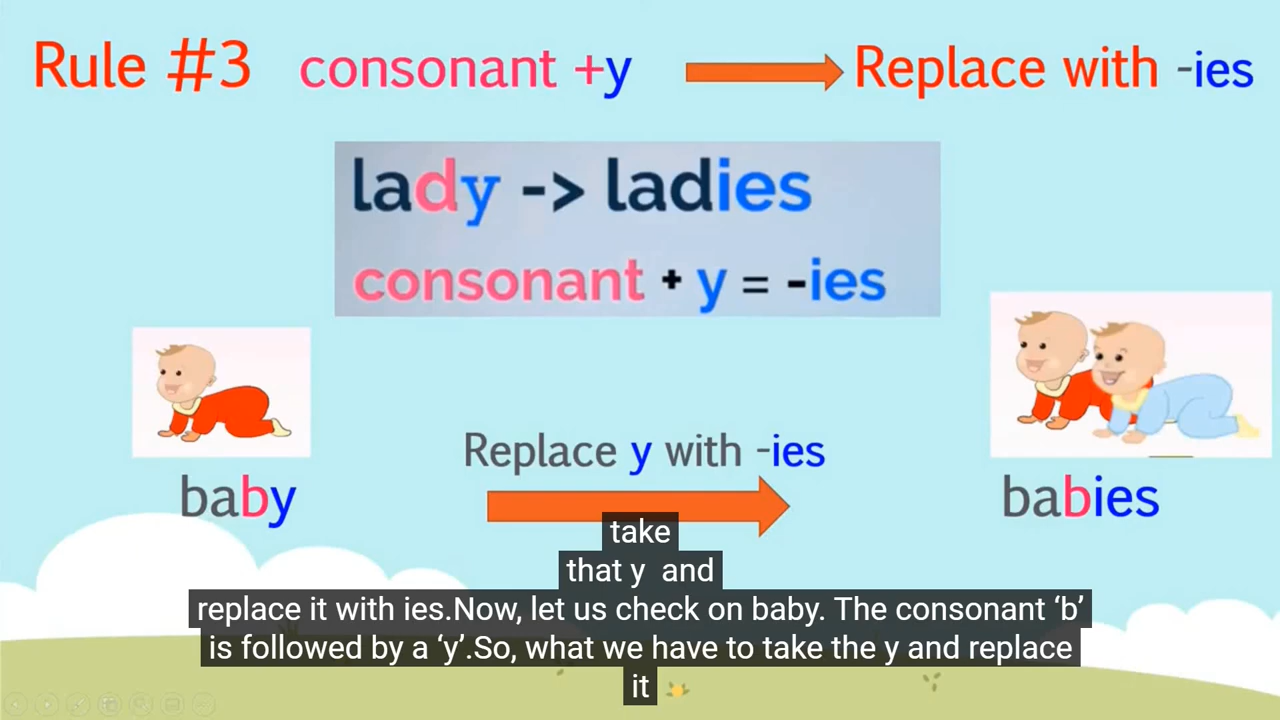 Rule #3 consonant +y Replace with -ies
lady -> ladies
consonant + y = -ies
Replace y with -ies
baby babies
take
that y and
replace it with ies.Now, let us check on baby. The consonant ‘b’
is followed by a ‘y’.So, what we have to take the y and replace
it